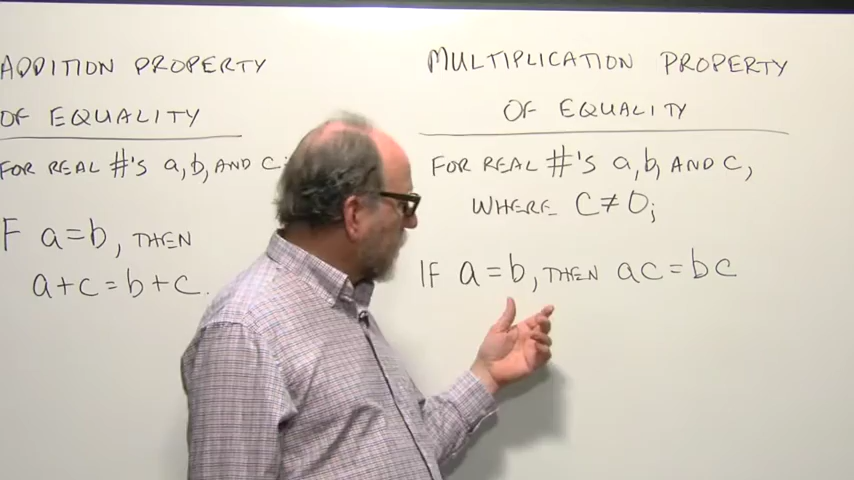 ADDITION PROPERTY
OF EQUALITY
FOR REAL #'S a, b, AND c;
F a=b, THEN
a+c=b+c.
MULTIPLICATION PROPERTY
OF EQUALITY
FOR REAL #'S a, b, AND c,
WHERE C≠0;
IF a=b, THEN ac=bc